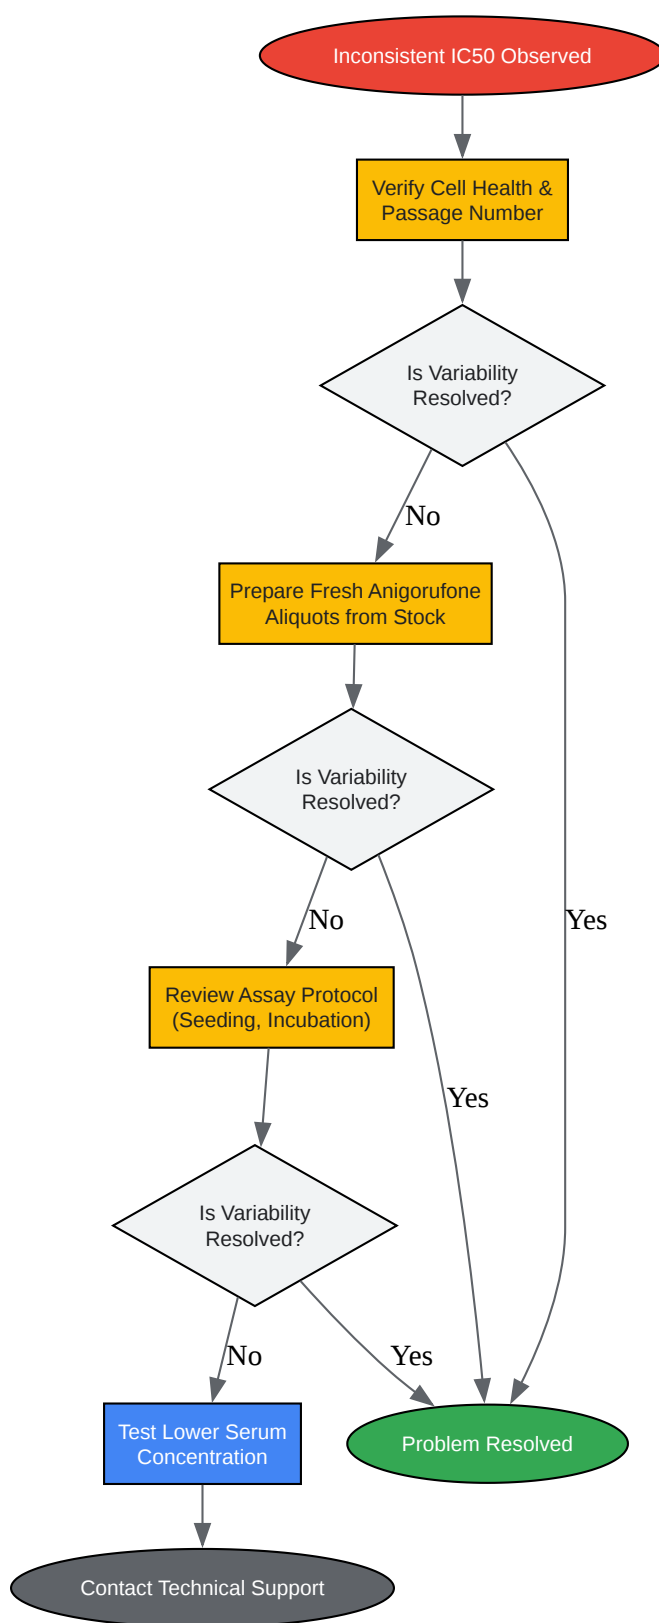 Inconsistent IC50 Observed
Verify Cell Health &
Passage Number
Is Variability
Resolved?
No
Prepare Fresh Anigorufone
Aliquots from Stock
Is Variability
Resolved?
Yes
No
Review Assay Protocol
(Seeding, Incubation)
Yes
Is Variability
Resolved?
No
Yes
Test Lower Serum
Concentration
Problem Resolved
Contact Technical Support